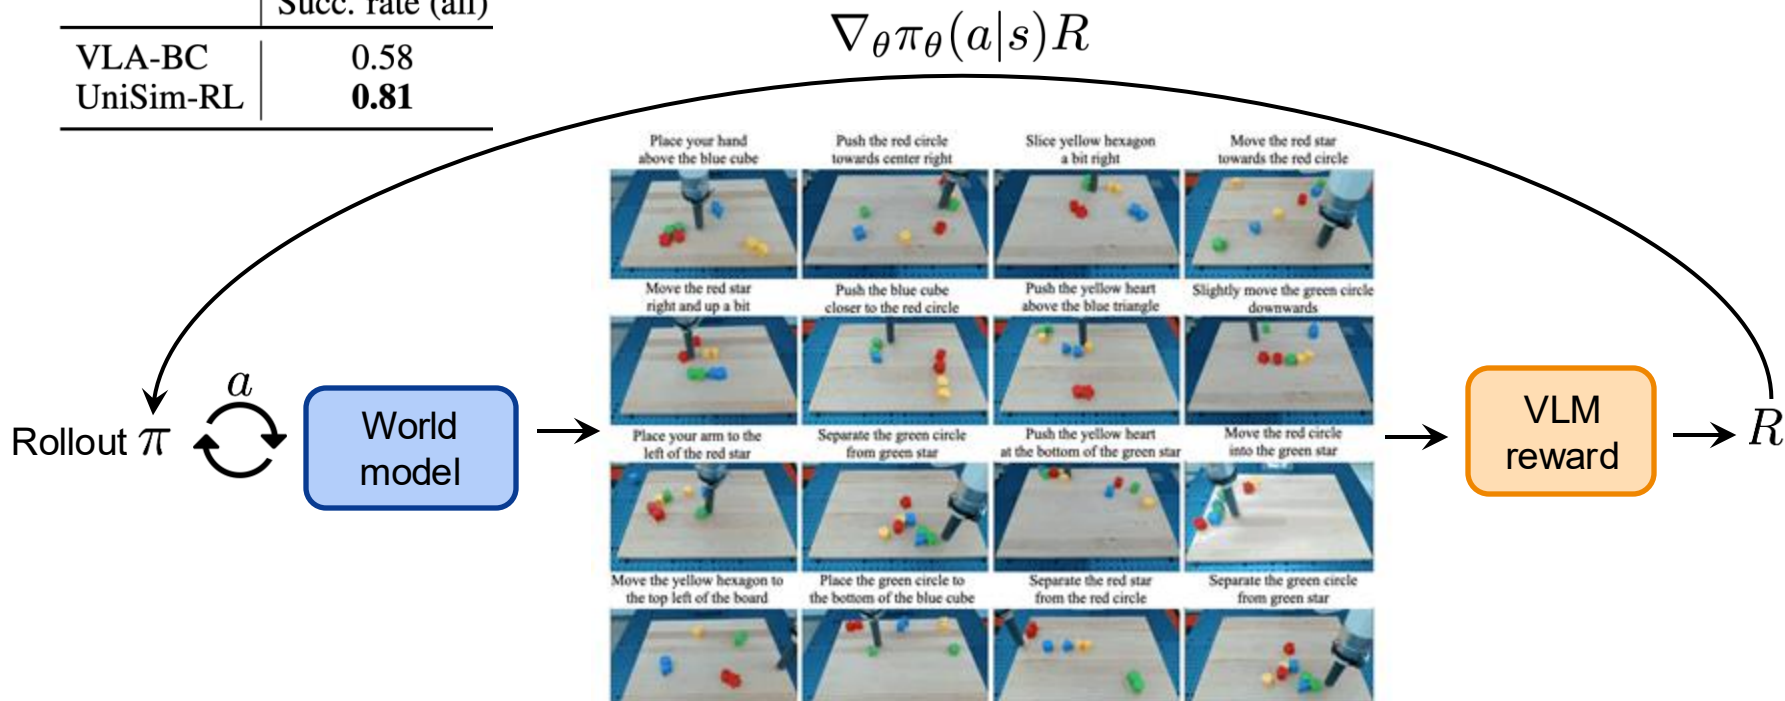 Succ. rate (all)
VLA-BC 0.58
UniSim-RL 0.81
∇θπθ(a|s)R
Place your hand
above the blue cube
Push the red circle
towards center right
Slice yellow hexagon
a bit right
Move the red star
towards the red circle
Move the red star
right and up a bit
Push the blue cube
closer to the red circle
Push the yellow heart
above the blue triangle
Slightly move the green circle
downwards
Rollout π
a
World
model
Place your arm to the
left of the red star
Separate the green circle
from green star
Push the yellow heart
at the bottom of the green star
Move the red circle
into the green star
VLM
reward
R
Move the yellow hexagon to
the top left of the board
Place the green circle to
the bottom of the blue cube
Separate the red star
from the red circle
Separate the green circle
from green star